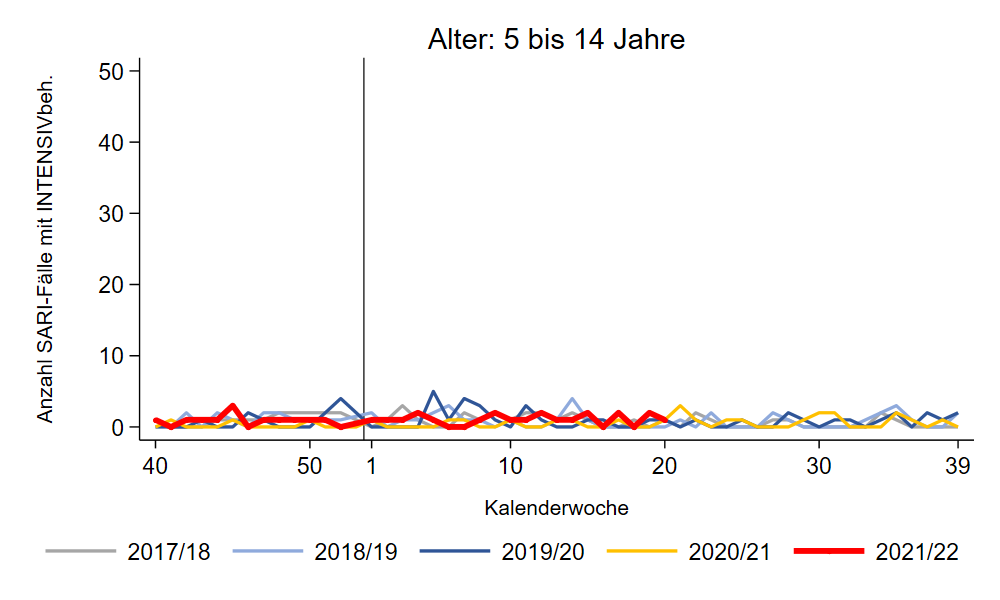 Alter: 5 bis 14 Jahre
Anzahl SARI-Fälle mit INTENSIVbeh.
50
40
30
20
10
0
40 50 1 10 20 30 39
Kalenderwoche
2017/18 2018/19 2019/20 2020/21 2021/22